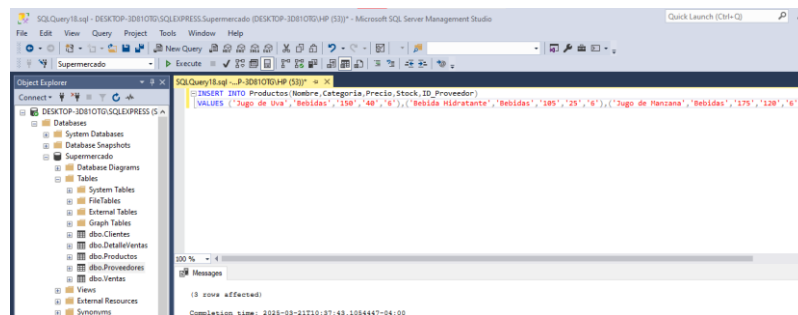 SQLQuery18.sql - DESKTOP-3D81OTG\SQLEXPRESS.Supermercado (DESKTOP-3D81OTG\HP (53))* - Microsoft SQL Server Management Studio
Quick Launch (Ctrl+Q)
File Edit View Query Project Tools Window Help
New Query
Supermercado
Execute
Object Explorer
SQLQuery18.sql -...P-3D81OTG\HP (53))*
Connect
INSERT INTO Productos(Nombre,Categoria,Precio,Stock,ID_Proveedor)
VALUES ('Jugo de Uva','Bebidas','150','40','6'),('Bebida Hidratante','Bebidas','105','25','6'),('Jugo de Manzana','Bebidas','175','120','6'
DESKTOP-3D81OTG\SQLEXPRESS (S
Databases
System Databases
Database Snapshots
Supermercado
Database Diagrams
Tables
System Tables
FileTables
External Tables
Graph Tables
dbo.Clientes
dbo.DetalleVentas
dbo.Productos
dbo.Proveedores
dbo.Ventas
Views
External Resources
Synonyms
100 %
Messages
(3 rows affected)
Completion time: 2025-03-21T10:37:43.1054447-04:00